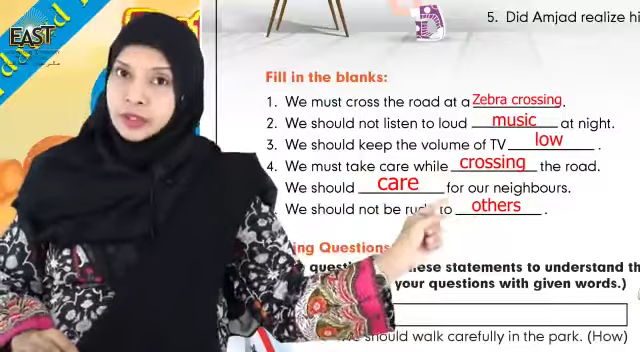 EAST
5. Did Amjad realize hi
Fill in the blanks:
1. We must cross the road at a Zebra crossing.
2. We should not listen to loud music at night.
3. We should keep the volume of TV low.
4. We must take care while crossing the road.
We should care for our neighbours.
We should not be rude to others.
ing Questions
questi ese statements to understand th
your questions with given words.)
should walk carefully in the park. (How)